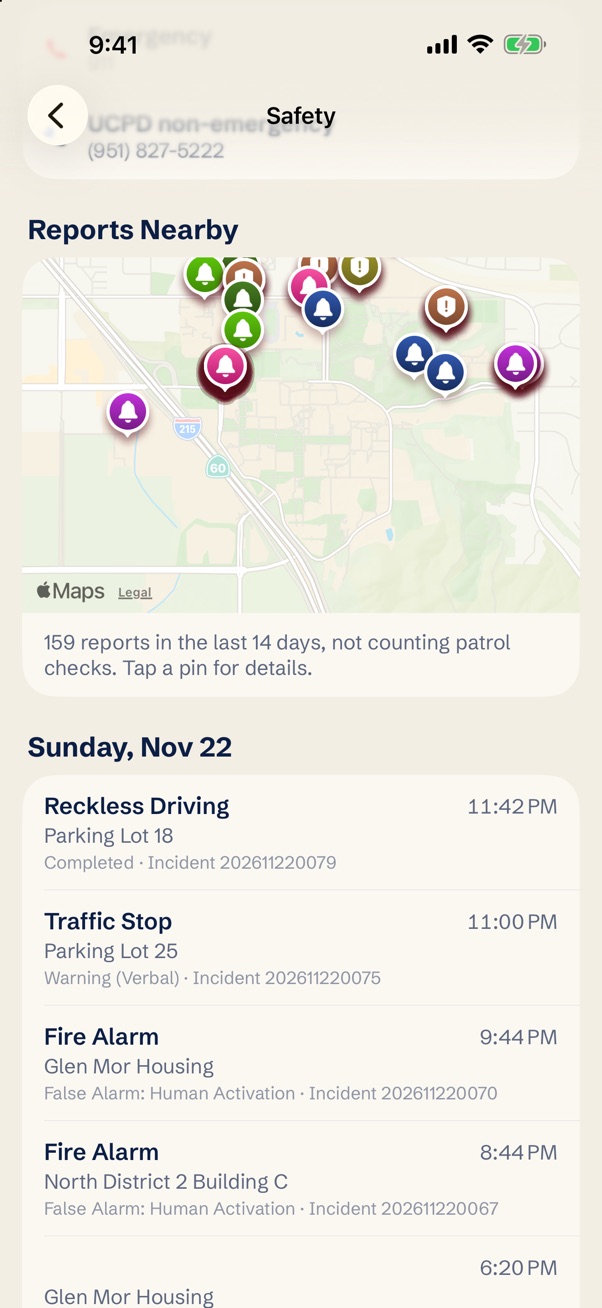 9:41
Emergency
Safety
UCPD non-emergency
(951) 827-5222
Reports Nearby
215
60
Maps
Legal
159 reports in the last 14 days, not counting patrol
checks. Tap a pin for details.
Sunday, Nov 22
Reckless Driving 11:42 PM
Parking Lot 18
Completed · Incident 202611220079
Traffic Stop 11:00 PM
Parking Lot 25
Warning (Verbal) · Incident 202611220075
Fire Alarm 9:44 PM
Glen Mor Housing
False Alarm: Human Activation · Incident 202611220070
Fire Alarm 8:44 PM
North District 2 Building C
False Alarm: Human Activation · Incident 202611220067
6:20 PM
Glen Mor Housing